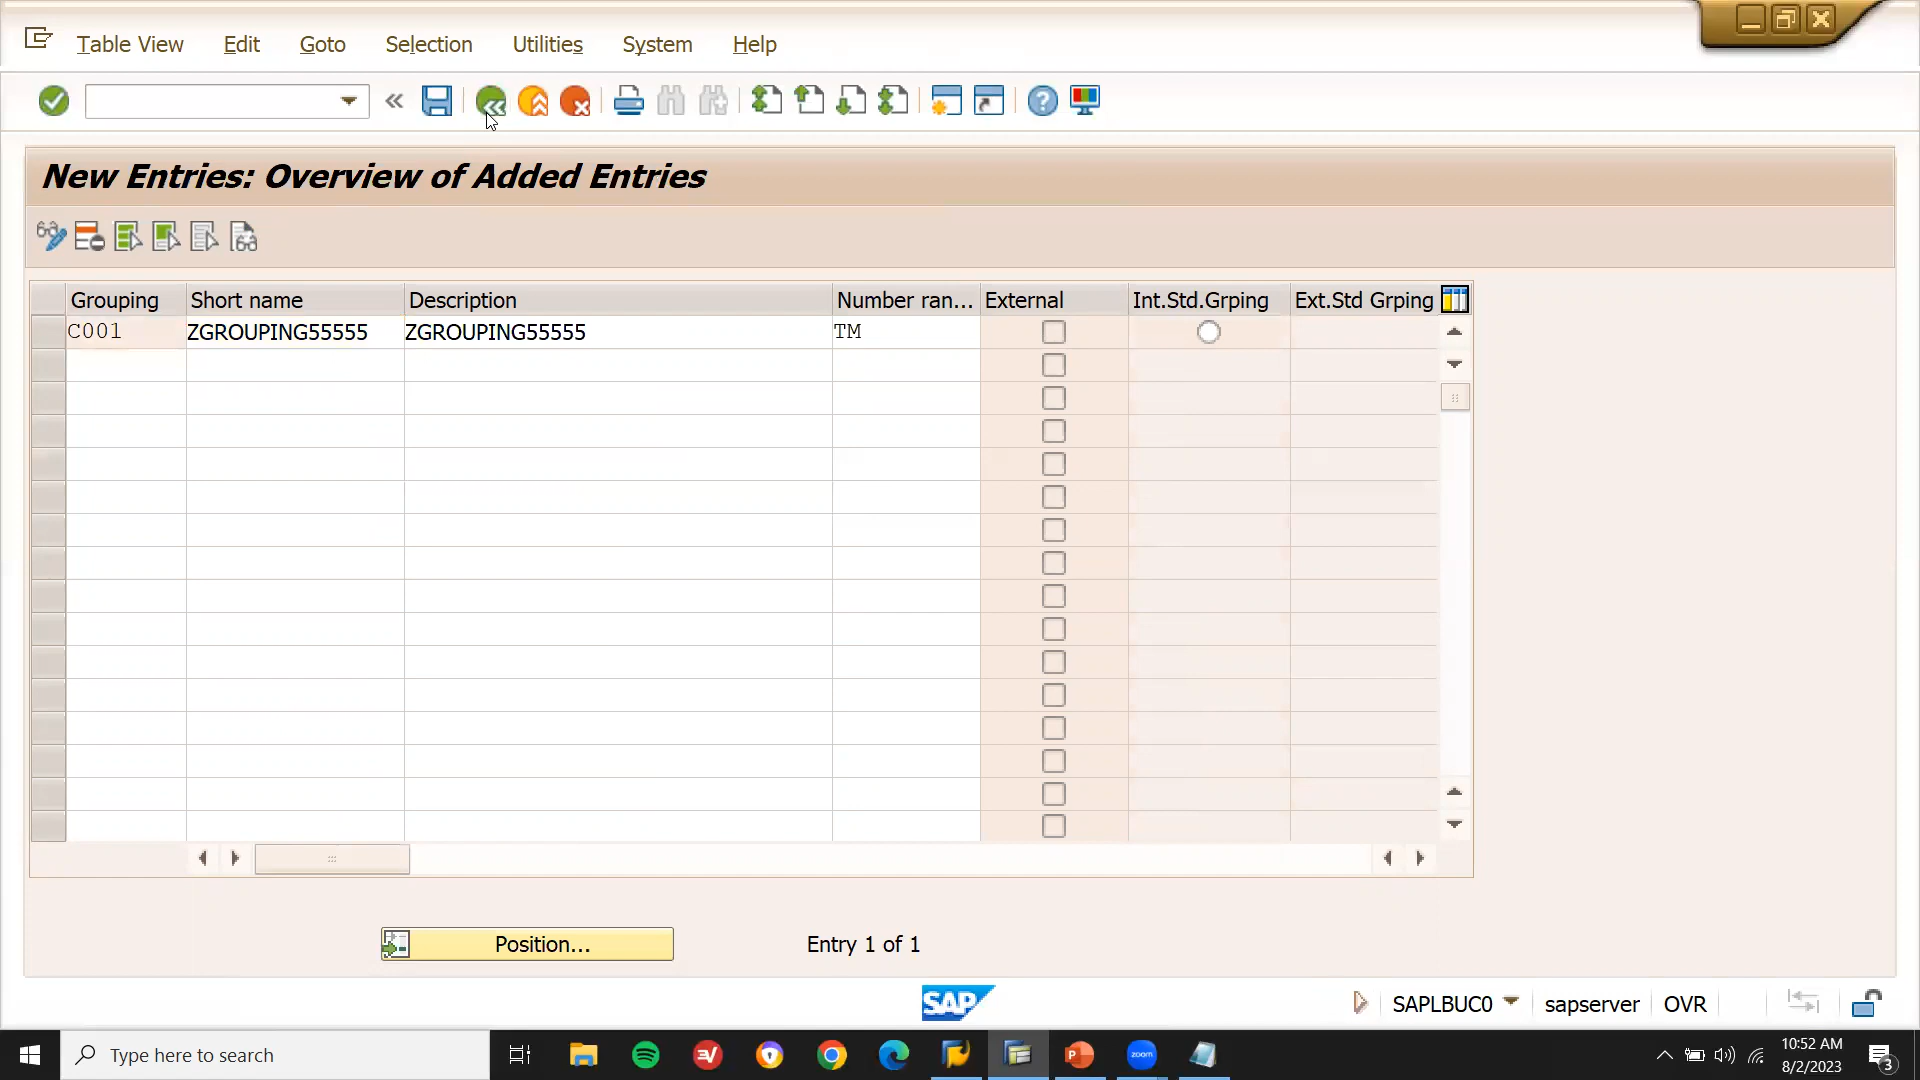 Table View Edit Goto Selection Utilities System Help
New Entries: Overview of Added Entries
Grouping Short name Description Number ran... External Int.Std.Grping Ext.Std Grping
C001 ZGROUPING55555 ZGROUPING55555 TM
Position... Entry 1 of 1
SAP SAPLBUC0 sapserver OVR
Type here to search
10:52 AM
8/2/2023
3
zoom